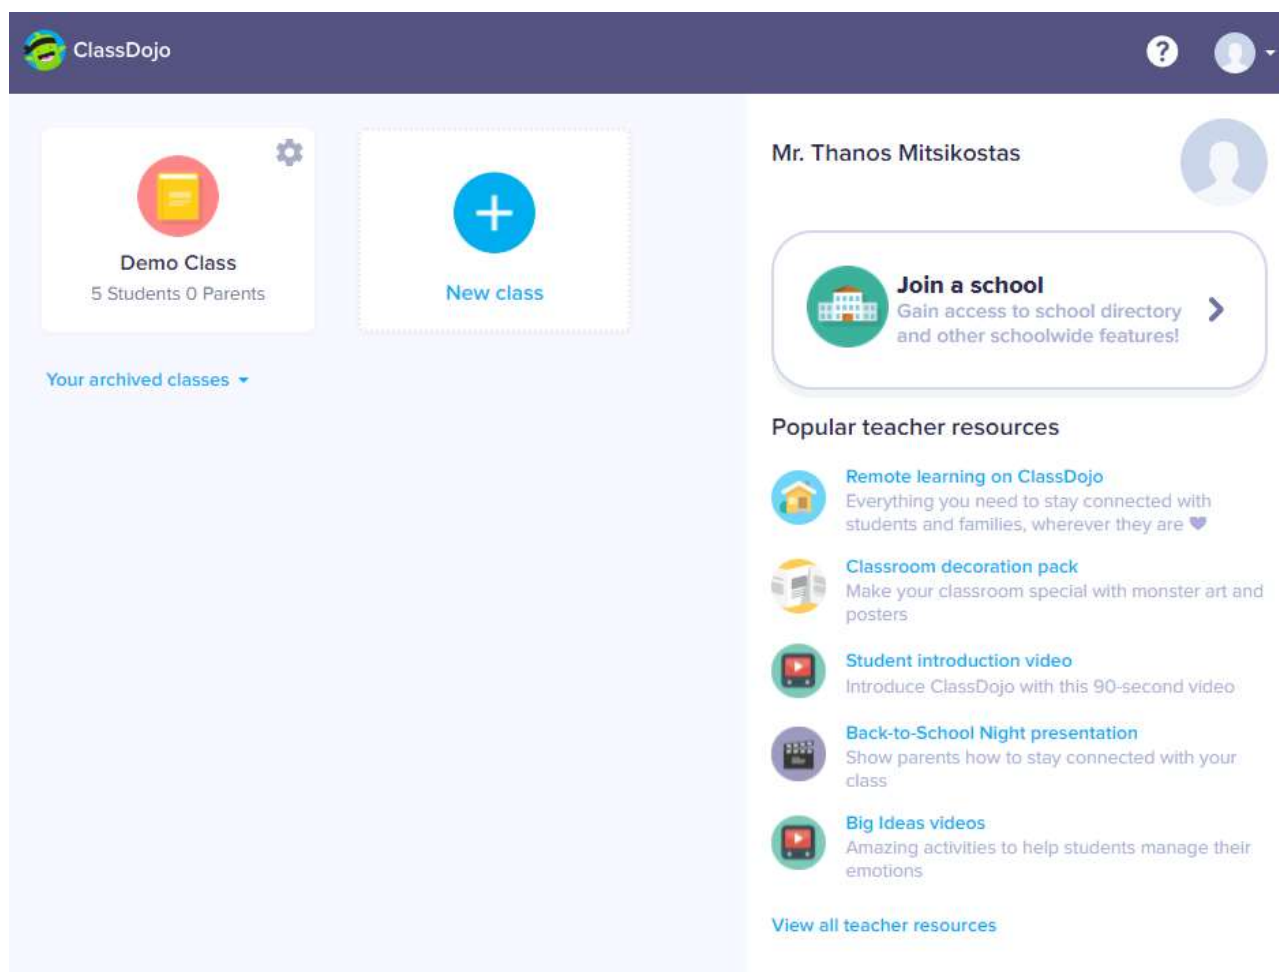 ClassDojo
?
Demo Class
5 Students 0 Parents
New class
Your archived classes
Mr. Thanos Mitsikostas
Join a school
Gain access to school directory
and other schoolwide features!
Popular teacher resources
Remote learning on ClassDojo
Everything you need to stay connected with
students and families, wherever they are 💜
Classroom decoration pack
Make your classroom special with monster art and
posters
Student introduction video
Introduce ClassDojo with this 90-second video
Back-to-School Night presentation
Show parents how to stay connected with your
class
Big Ideas videos
Amazing activities to help students manage their
emotions
View all teacher resources